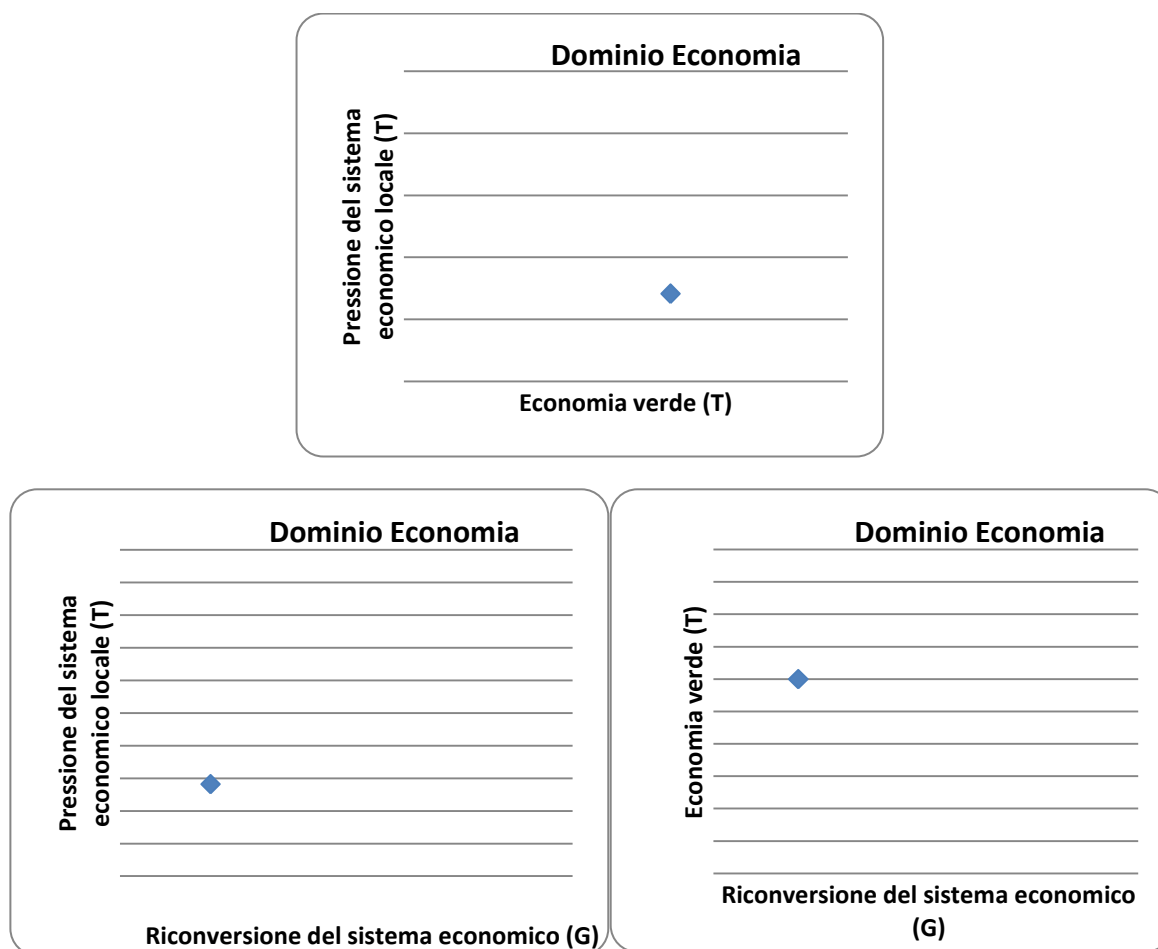 Dominio Economia
Pressione del sistema
economico locale (T)
Economia verde (T)
Dominio Economia
Pressione del sistema
economico locale (T)
Riconversione del sistema economico (G)
Dominio Economia
Economia verde (T)
Riconversione del sistema economico
(G)